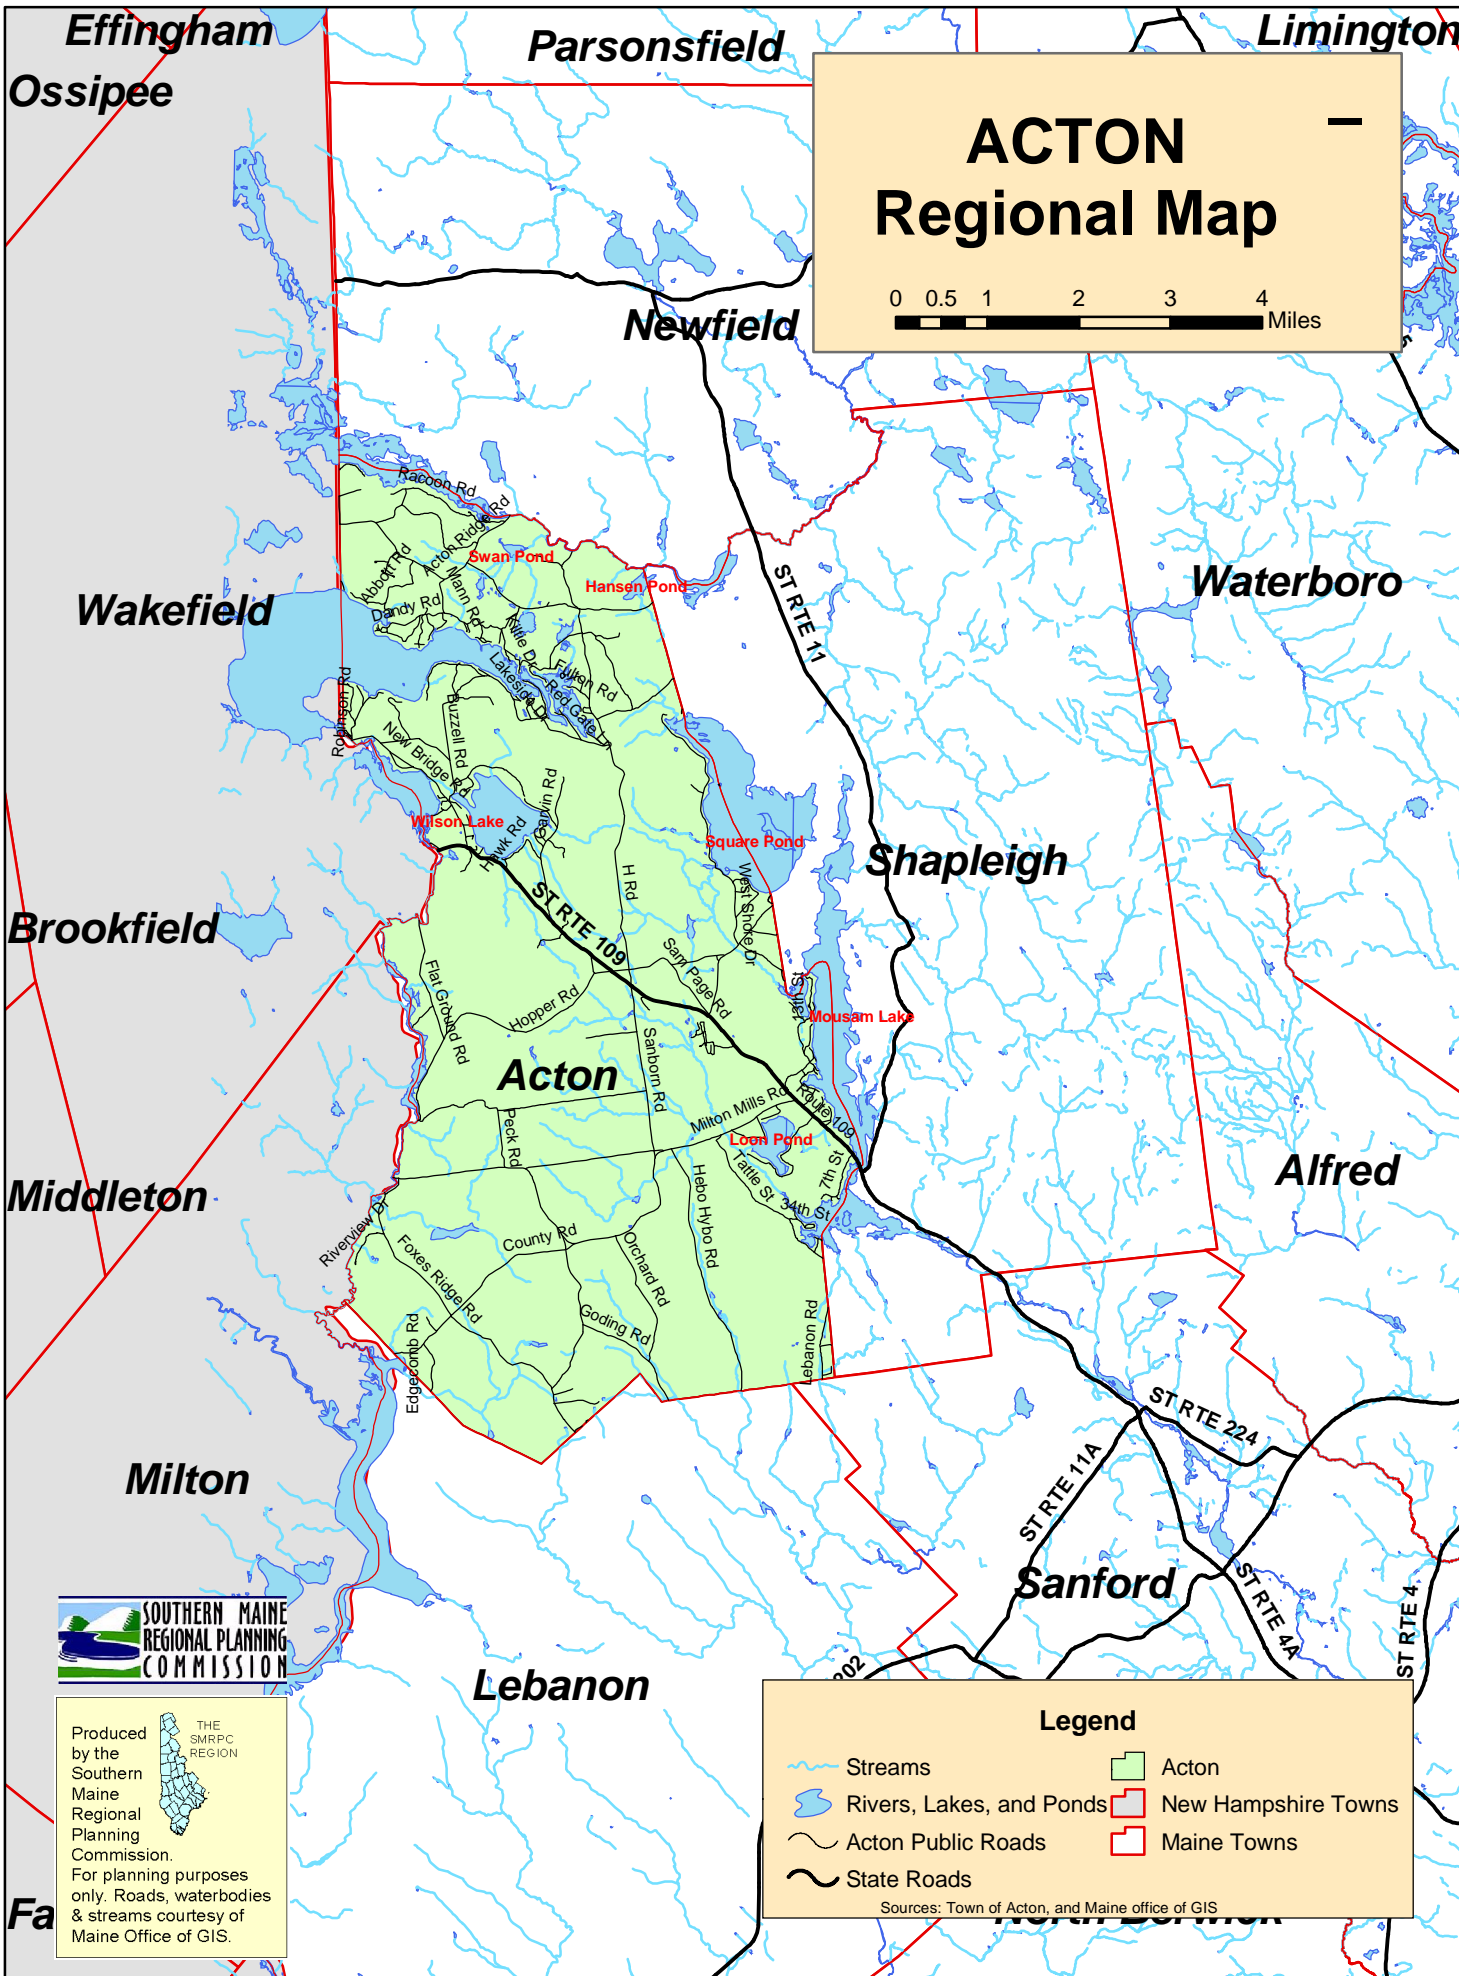 Effingham
Parsonsfield
Limington
Ossipee
ACTON
Regional Map
0 0.5 1 2 3 4
Miles
Newfield
Racoon Rd
Acton Ridge Rd
Swan Pond
Abbott Rd
Hansen Pond
Mann Rd
ST RTE 11
Waterboro
Wakefield
Dandy Rd
Kiltie Dr
Fulton Rd
Lakeside Dr
Red Gate Ln
Robinson Rd
Buzzell Rd
New Bridge Rd
Garvin Rd
Wilson Lake
Hawk Rd
Square Pond
Shapleigh
H Rd
West Shore Dr
ST RTE 109
Brookfield
Sam Page Rd
Flat Ground Rd
Hopper Rd
Mousam Lake
Acton
Sanborn Rd
Milton Mills Rd
Route 109
Peck Rd
Loon Pond
Tattle St
7th St
Hebo Hybo Rd
34th St
Alfred
Middleton
Riverview Dr
County Rd
Foxes Ridge Rd
Orchard Rd
Goding Rd
Edgecomb Rd
Lebanon Rd
ST RTE 224
ST RTE 11A
Milton
Sanford
ST RTE 4A
ST RTE 4
202
Lebanon
SOUTHERN MAINE
REGIONAL PLANNING
COMMISSION
Produced
by the
Southern
Maine
Regional
Planning
Commission.
For planning purposes
only. Roads, waterbodies
& streams courtesy of
Maine Office of GIS.
THE
SMRPC
REGION
Legend
Streams
Rivers, Lakes, and Ponds
Acton Public Roads
State Roads
Acton
New Hampshire Towns
Maine Towns
Sources: Town of Acton, and Maine office of GIS
Fa
North Berwick